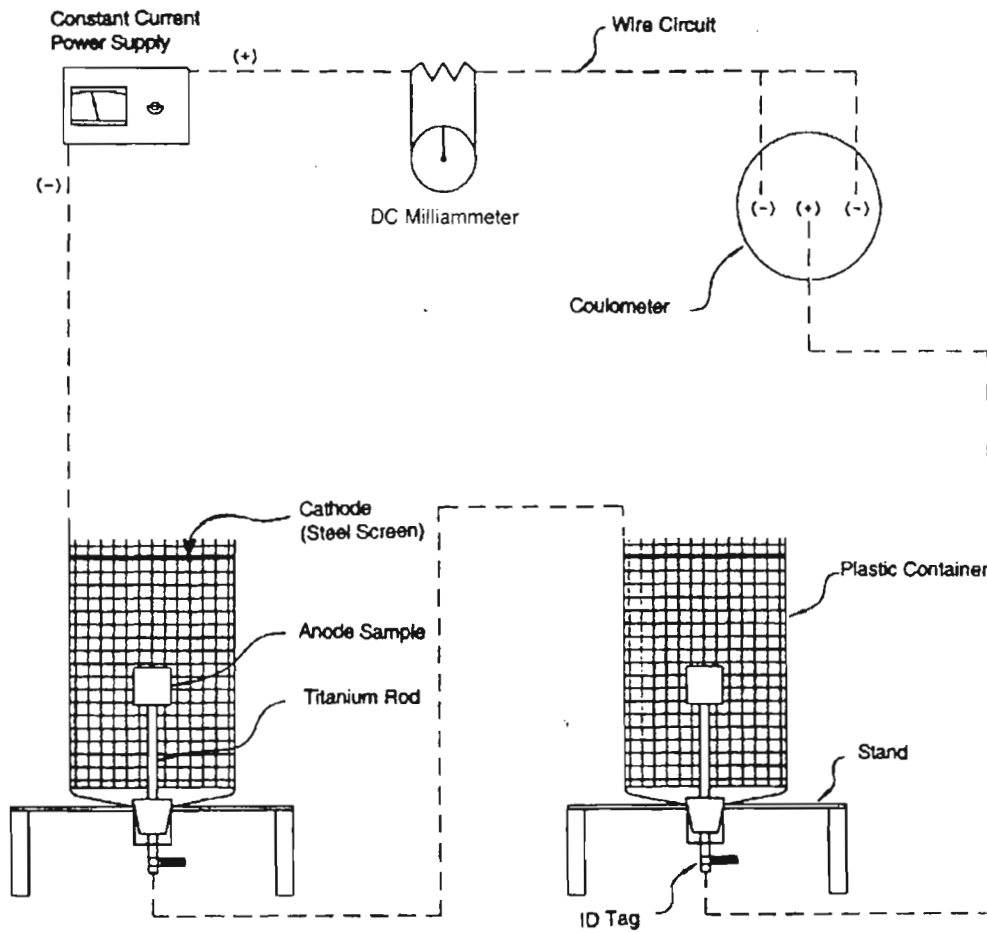 Constant Current
Power Supply
(+)
Wire Circuit
(-)
DC Milliammeter
(-) (+) (-)
Coulometer
Cathode
(Steel Screen)
Plastic Container
Anode Sample
Titanium Rod
Stand
ID Tag